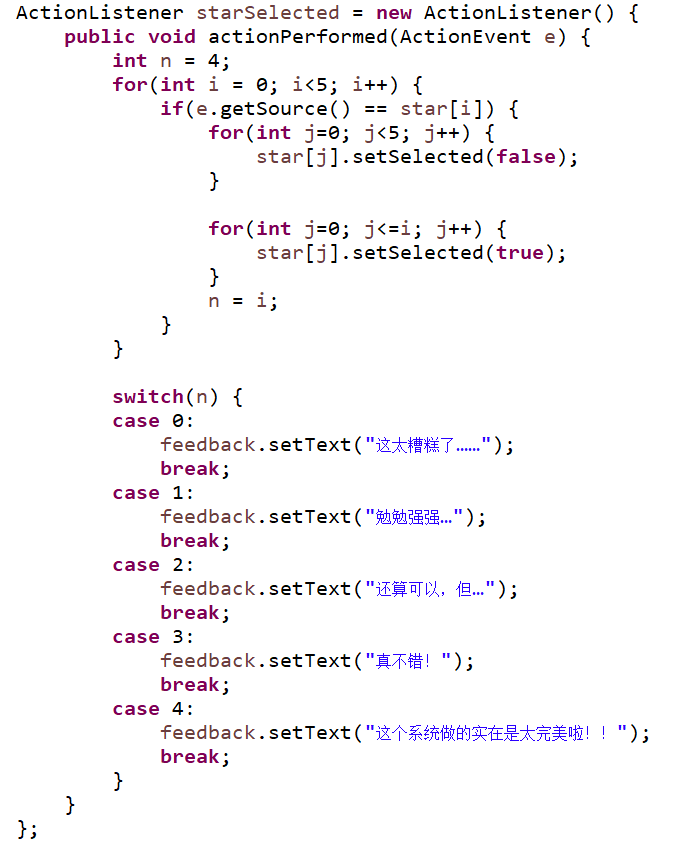 ActionListener starSelected = new ActionListener() {
    public void actionPerformed(ActionEvent e) {
        int n = 4;
        for(int i = 0; i<5; i++) {
            if(e.getSource() == star[i]) {
                for(int j=0; j<5; j++) {
                    star[j].setSelected(false);
                }

                for(int j=0; j<=i; j++) {
                    star[j].setSelected(true);
                }
                n = i;
            }
        }

        switch(n) {
        case 0:
            feedback.setText("这太糟糕了……");
            break;
        case 1:
            feedback.setText("勉勉强强…");
            break;
        case 2:
            feedback.setText("还算可以，但…");
            break;
        case 3:
            feedback.setText("真不错！");
            break;
        case 4:
            feedback.setText("这个系统做的实在是太完美啦！！");
            break;
        }
    }
};